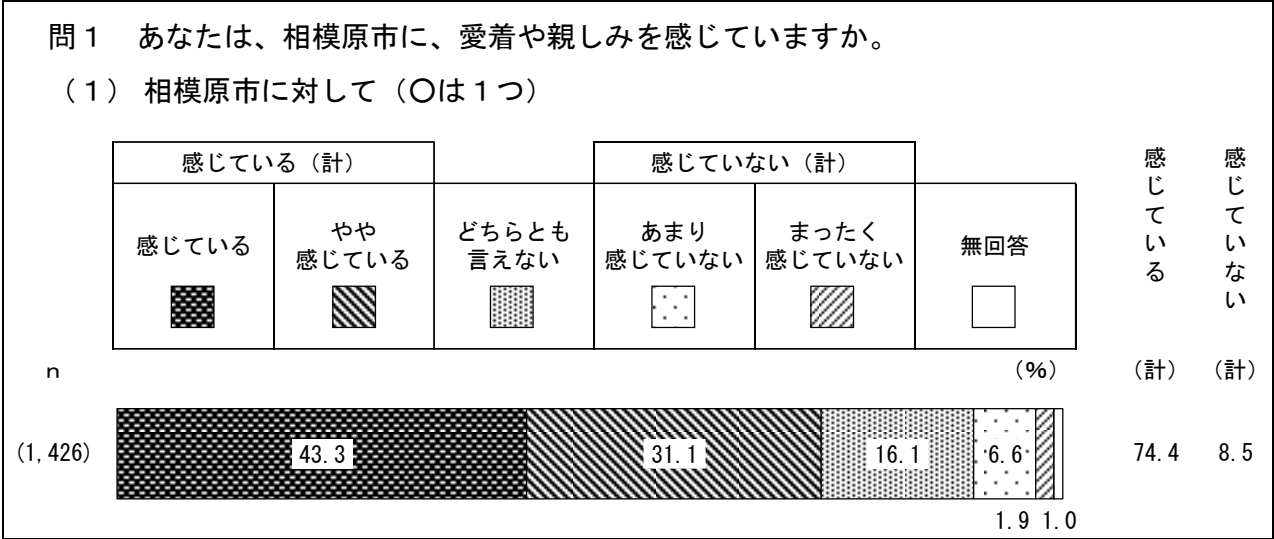 問１　あなたは、相模原市に、愛着や親しみを感じていますか。
（１） 相模原市に対して（○は１つ）
感じている（計）
感じていない（計）
感じている
やや
感じている
どちらとも
言えない
あまり
感じていない
まったく
感じていない
無回答
感じている
（計）
感じていない
（計）
n
（%）
(1,426)
43.3
31.1
16.1
6.6
1.9
1.0
74.4
8.5